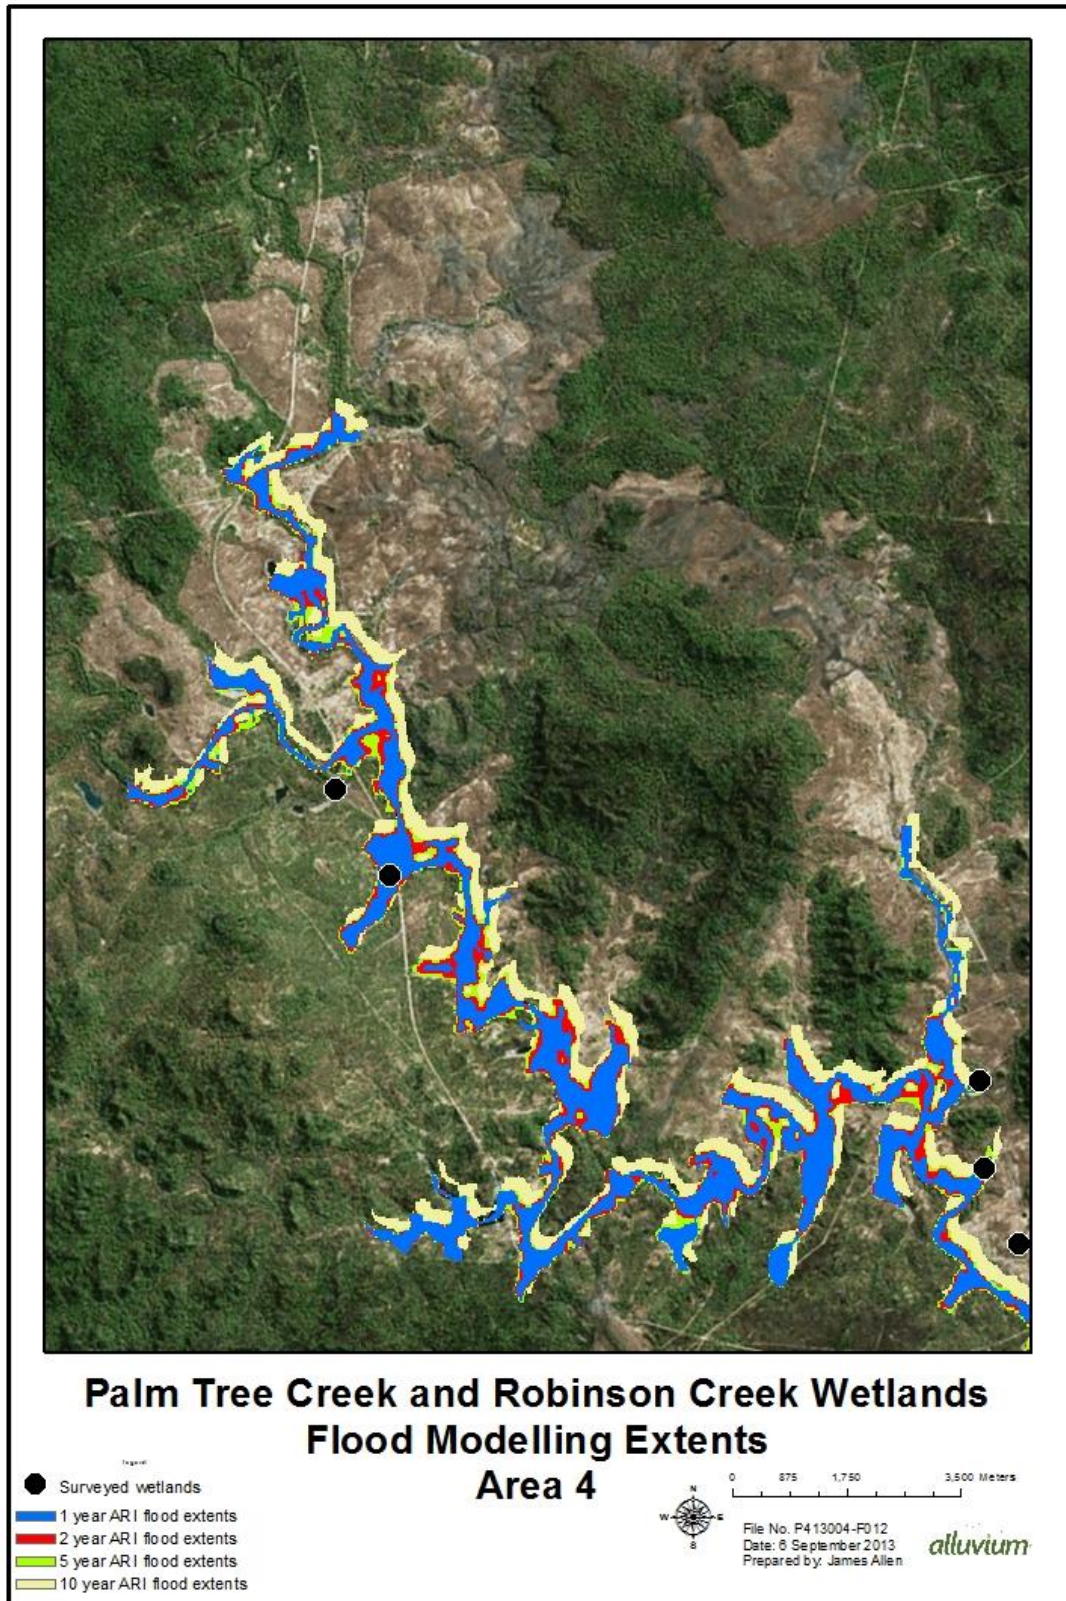 Palm Tree Creek and Robinson Creek Wetlands
Flood Modelling Extents
Area 4
Legend
Surveyed wetlands
1 year ARI flood extents
2 year ARI flood extents
5 year ARI flood extents
10 year ARI flood extents
N
W E
S
0 875 1,750 3,500 Meters
File No. P413004-F012
Date: 6 September 2013
Prepared by: James Allen
alluvium